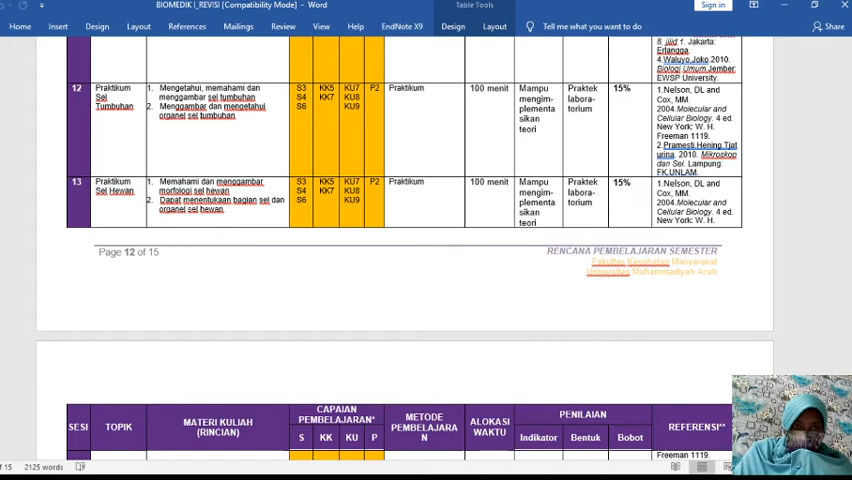 BIOMEDIK I_REVISI [Compatibility Mode] - Word
Table Tools
Sign in
Home Insert Design Layout References Mailings Review View Help EndNote X9 Design Layout Tell me what you want to do Share
8, jilid 1. Jakarta:
Erlangga.
4.Waluyo.Joko 2010.
Biologi Umum.Jember:
EWSP University.
12
Praktikum
Sel
Tumbuhan
1. Mengetahui, memahami dan
menggambar sel tumbuhan
2. Menggambar dan mengetahui
organel sel tumbuhan
S3
S4
S6
KK5
KK7
KU7
KU8
KU9
P2
Praktikum
100 menit
Mampu
mengim-
plementa
sikan
teori
Praktek
labora-
torium
15%
1.Nelson, DL and
Cox, MM.
2004.Molecular and
Cellular Biology. 4 ed.
New York: W. H.
Freeman 1119.
2.Pramesti.Hening.Tjat
urina. 2010. Mikroskop
dan Sel. Lampung:
FK.UNLAM.
13
Praktikum
Sel Hewan
1. Memahami dan menggambar
morfologi sel hewan
2. Dapat menentukaan bagian sel dan
organel sel hewan
S3
S4
S6
KK5
KK7
KU7
KU8
KU9
P2
Praktikum
100 menit
Mampu
mengim-
plementa
sikan
teori
Praktek
labora-
torium
15%
1.Nelson, DL and
Cox, MM.
2004.Molecular and
Cellular Biology. 4 ed.
New York: W. H.
Page 12 of 15
RENCANA PEMBELAJARAN SEMESTER
Fakultas Kesehatan Masyarakat
Universitas Muhammadiyah Aceh
SESI
TOPIK
MATERI KULIAH
(RINCIAN)
CAPAIAN
PEMBELAJARAN*
S KK KU P
METODE
PEMBELAJARA
N
ALOKASI
WAKTU
PENILAIAN
Indikator Bentuk Bobot
REFERENSI**
Freeman 1119.
of 15 2125 words